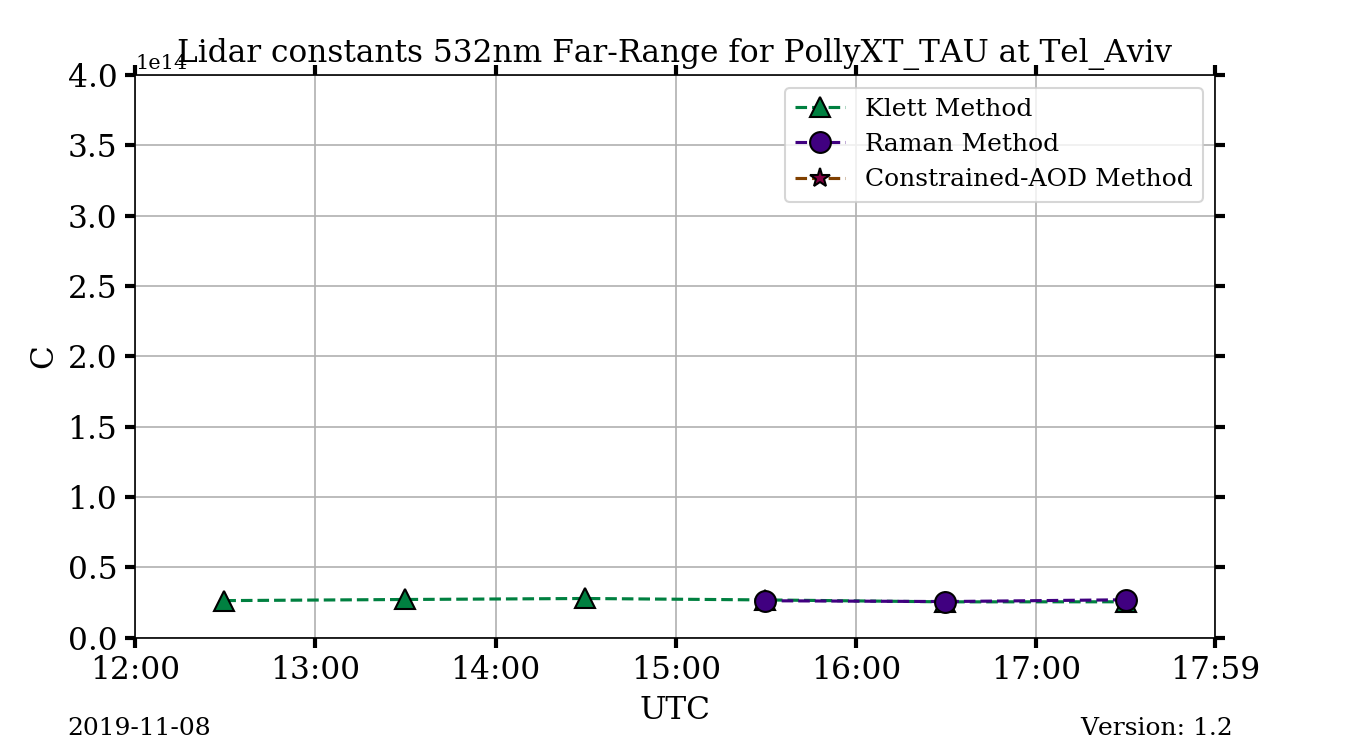 Lidar constants 532nm Far-Range for PollyXT_TAU at Tel_Aviv
1e14
4.0
3.5
3.0
2.5
2.0
1.5
1.0
0.5
0.0
C
Klett Method
Raman Method
Constrained-AOD Method
12:00 13:00 14:00 15:00 16:00 17:00 17:59
UTC
2019-11-08
Version: 1.2